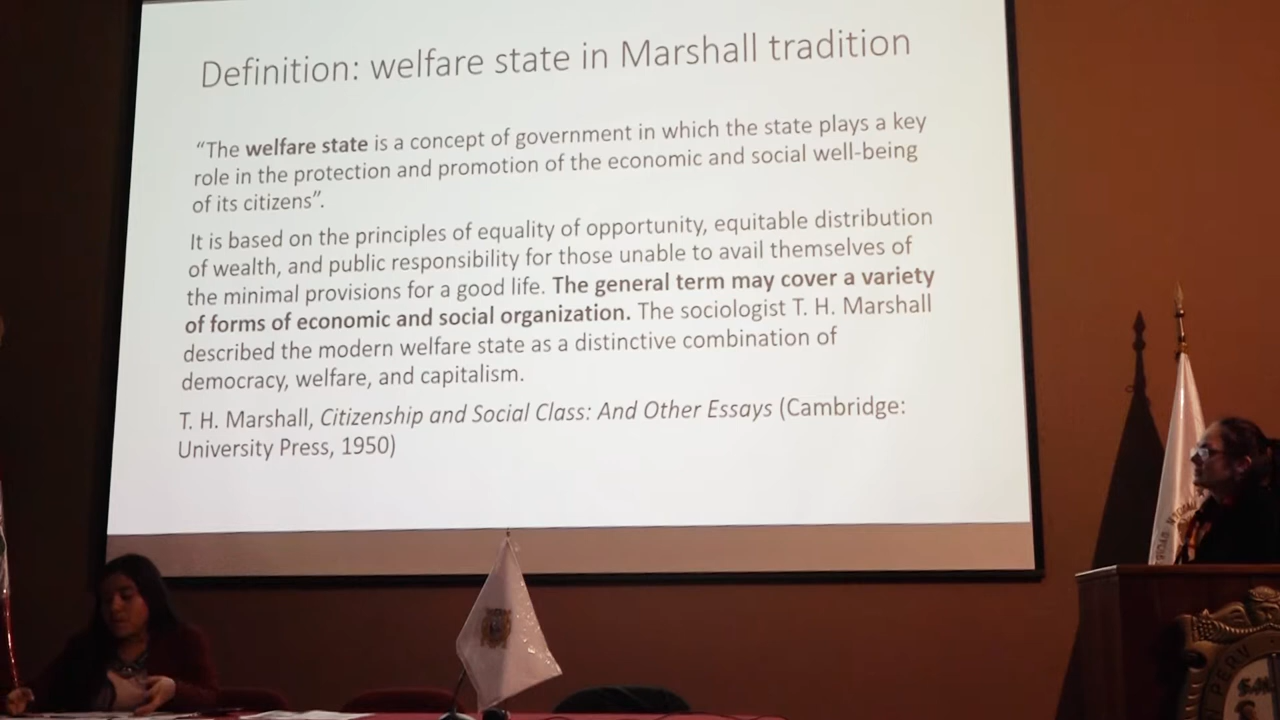 Definition: welfare state in Marshall tradition
“The welfare state is a concept of government in which the state plays a key
role in the protection and promotion of the economic and social well-being
of its citizens”.
It is based on the principles of equality of opportunity, equitable distribution
of wealth, and public responsibility for those unable to avail themselves of
the minimal provisions for a good life. The general term may cover a variety
of forms of economic and social organization. The sociologist T. H. Marshall
described the modern welfare state as a distinctive combination of
democracy, welfare, and capitalism.
T. H. Marshall, Citizenship and Social Class: And Other Essays (Cambridge:
University Press, 1950)
PERV